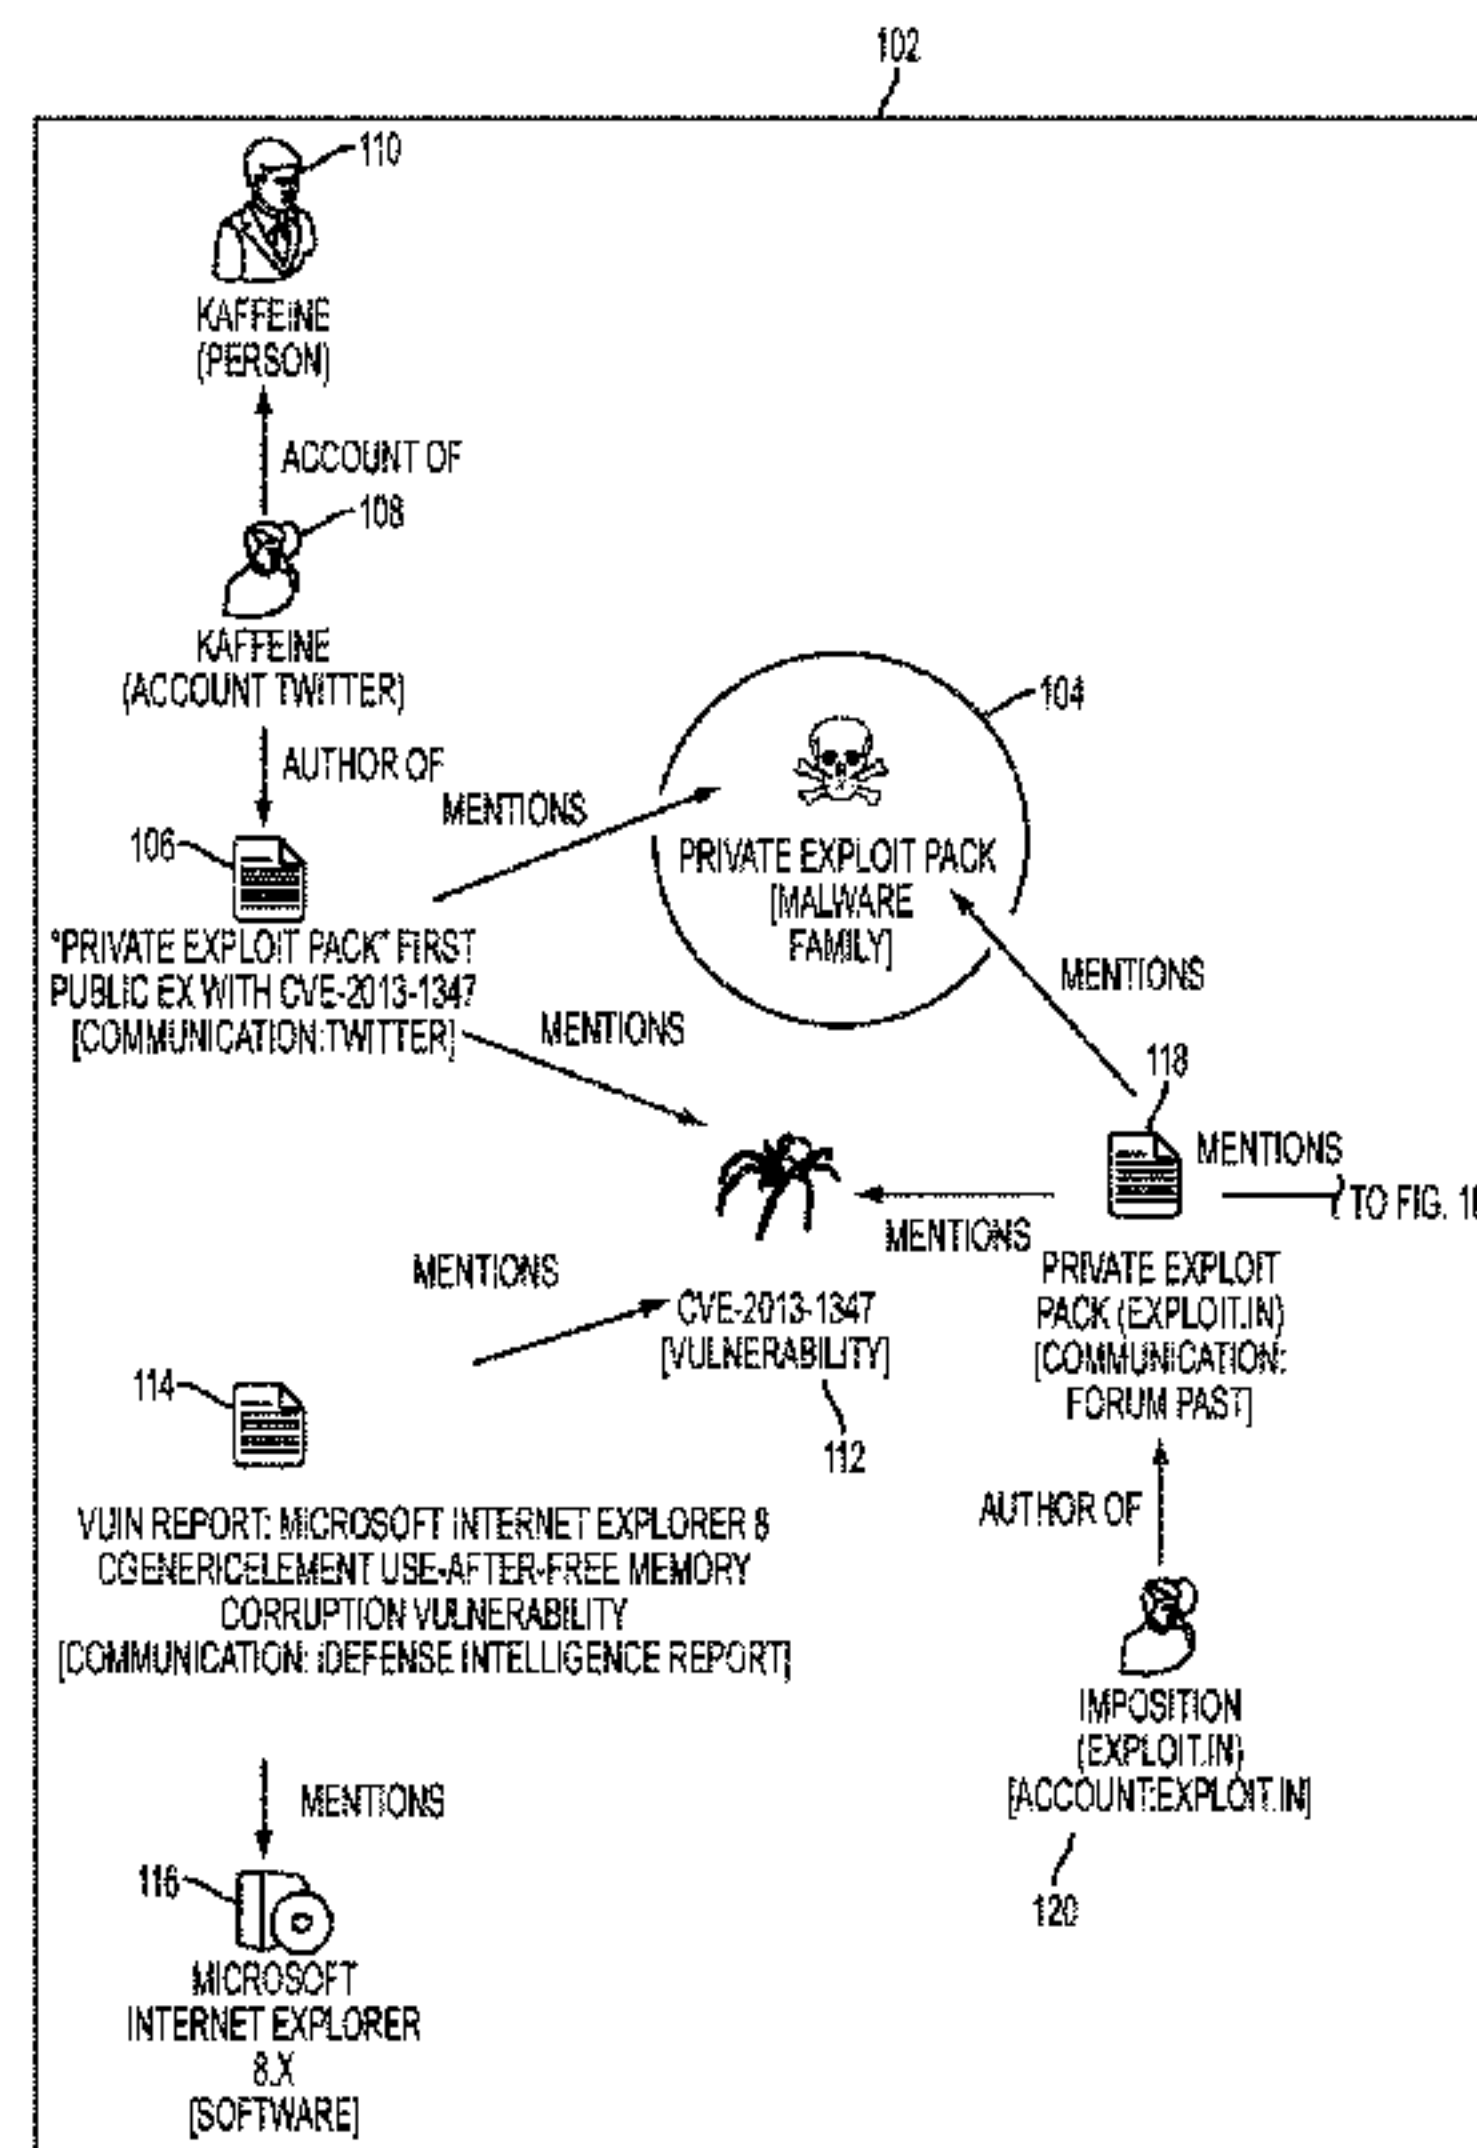 102
110
KAFFEINE
(PERSON)
ACCOUNT OF
108
KAFFEINE
(ACCOUNT TWITTER)
AUTHOR OF
MENTIONS
104
106
PRIVATE EXPLOIT PACK
[MALWARE
FAMILY]
"PRIVATE EXPLOIT PACK" FIRST
PUBLIC EX WITH CVE-2013-1347
[COMMUNICATION:TWITTER]
MENTIONS
MENTIONS
118
MENTIONS
TO FIG.
MENTIONS
MENTIONS
CVE-2013-1347
[VULNERABILITY]
112
PRIVATE EXPLOIT
PACK (EXPLOIT.IN)
[COMMUNICATION:
FORUM PAST]
114
VUIN REPORT: MICROSOFT INTERNET EXPLORER 8
CGENERICELEMENT USE-AFTER-FREE MEMORY
CORRUPTION VULNERABILITY
[COMMUNICATION: iDEFENSE INTELLIGENCE REPORT]
AUTHOR OF
IMPOSITION
(EXPLOIT.IN)
[ACCOUNT:EXPLOIT.IN]
120
MENTIONS
116
MICROSOFT
INTERNET EXPLORER
8.X
[SOFTWARE]